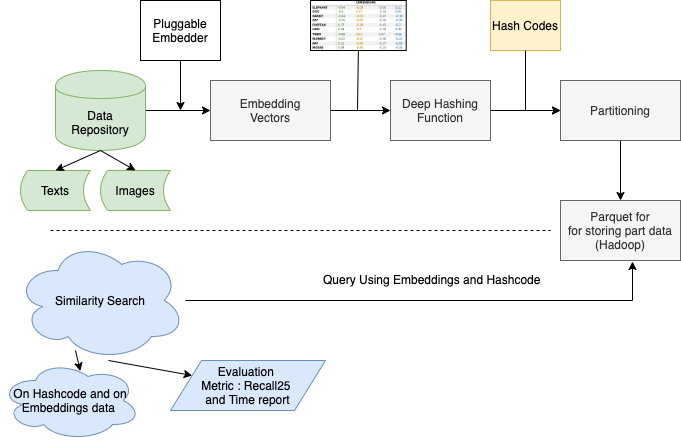 Pluggable
Embedder
Hash Codes
Data
Repository
Embedding
Vectors
Deep Hashing
Function
Partitioning
Texts
Images
Parquet for
for storing part data
(Hadoop)
Query Using Embeddings and Hashcode
Similarity Search
On Hashcode and on
Embeddings data
Evaluation
Metric : Recall25
and Time report